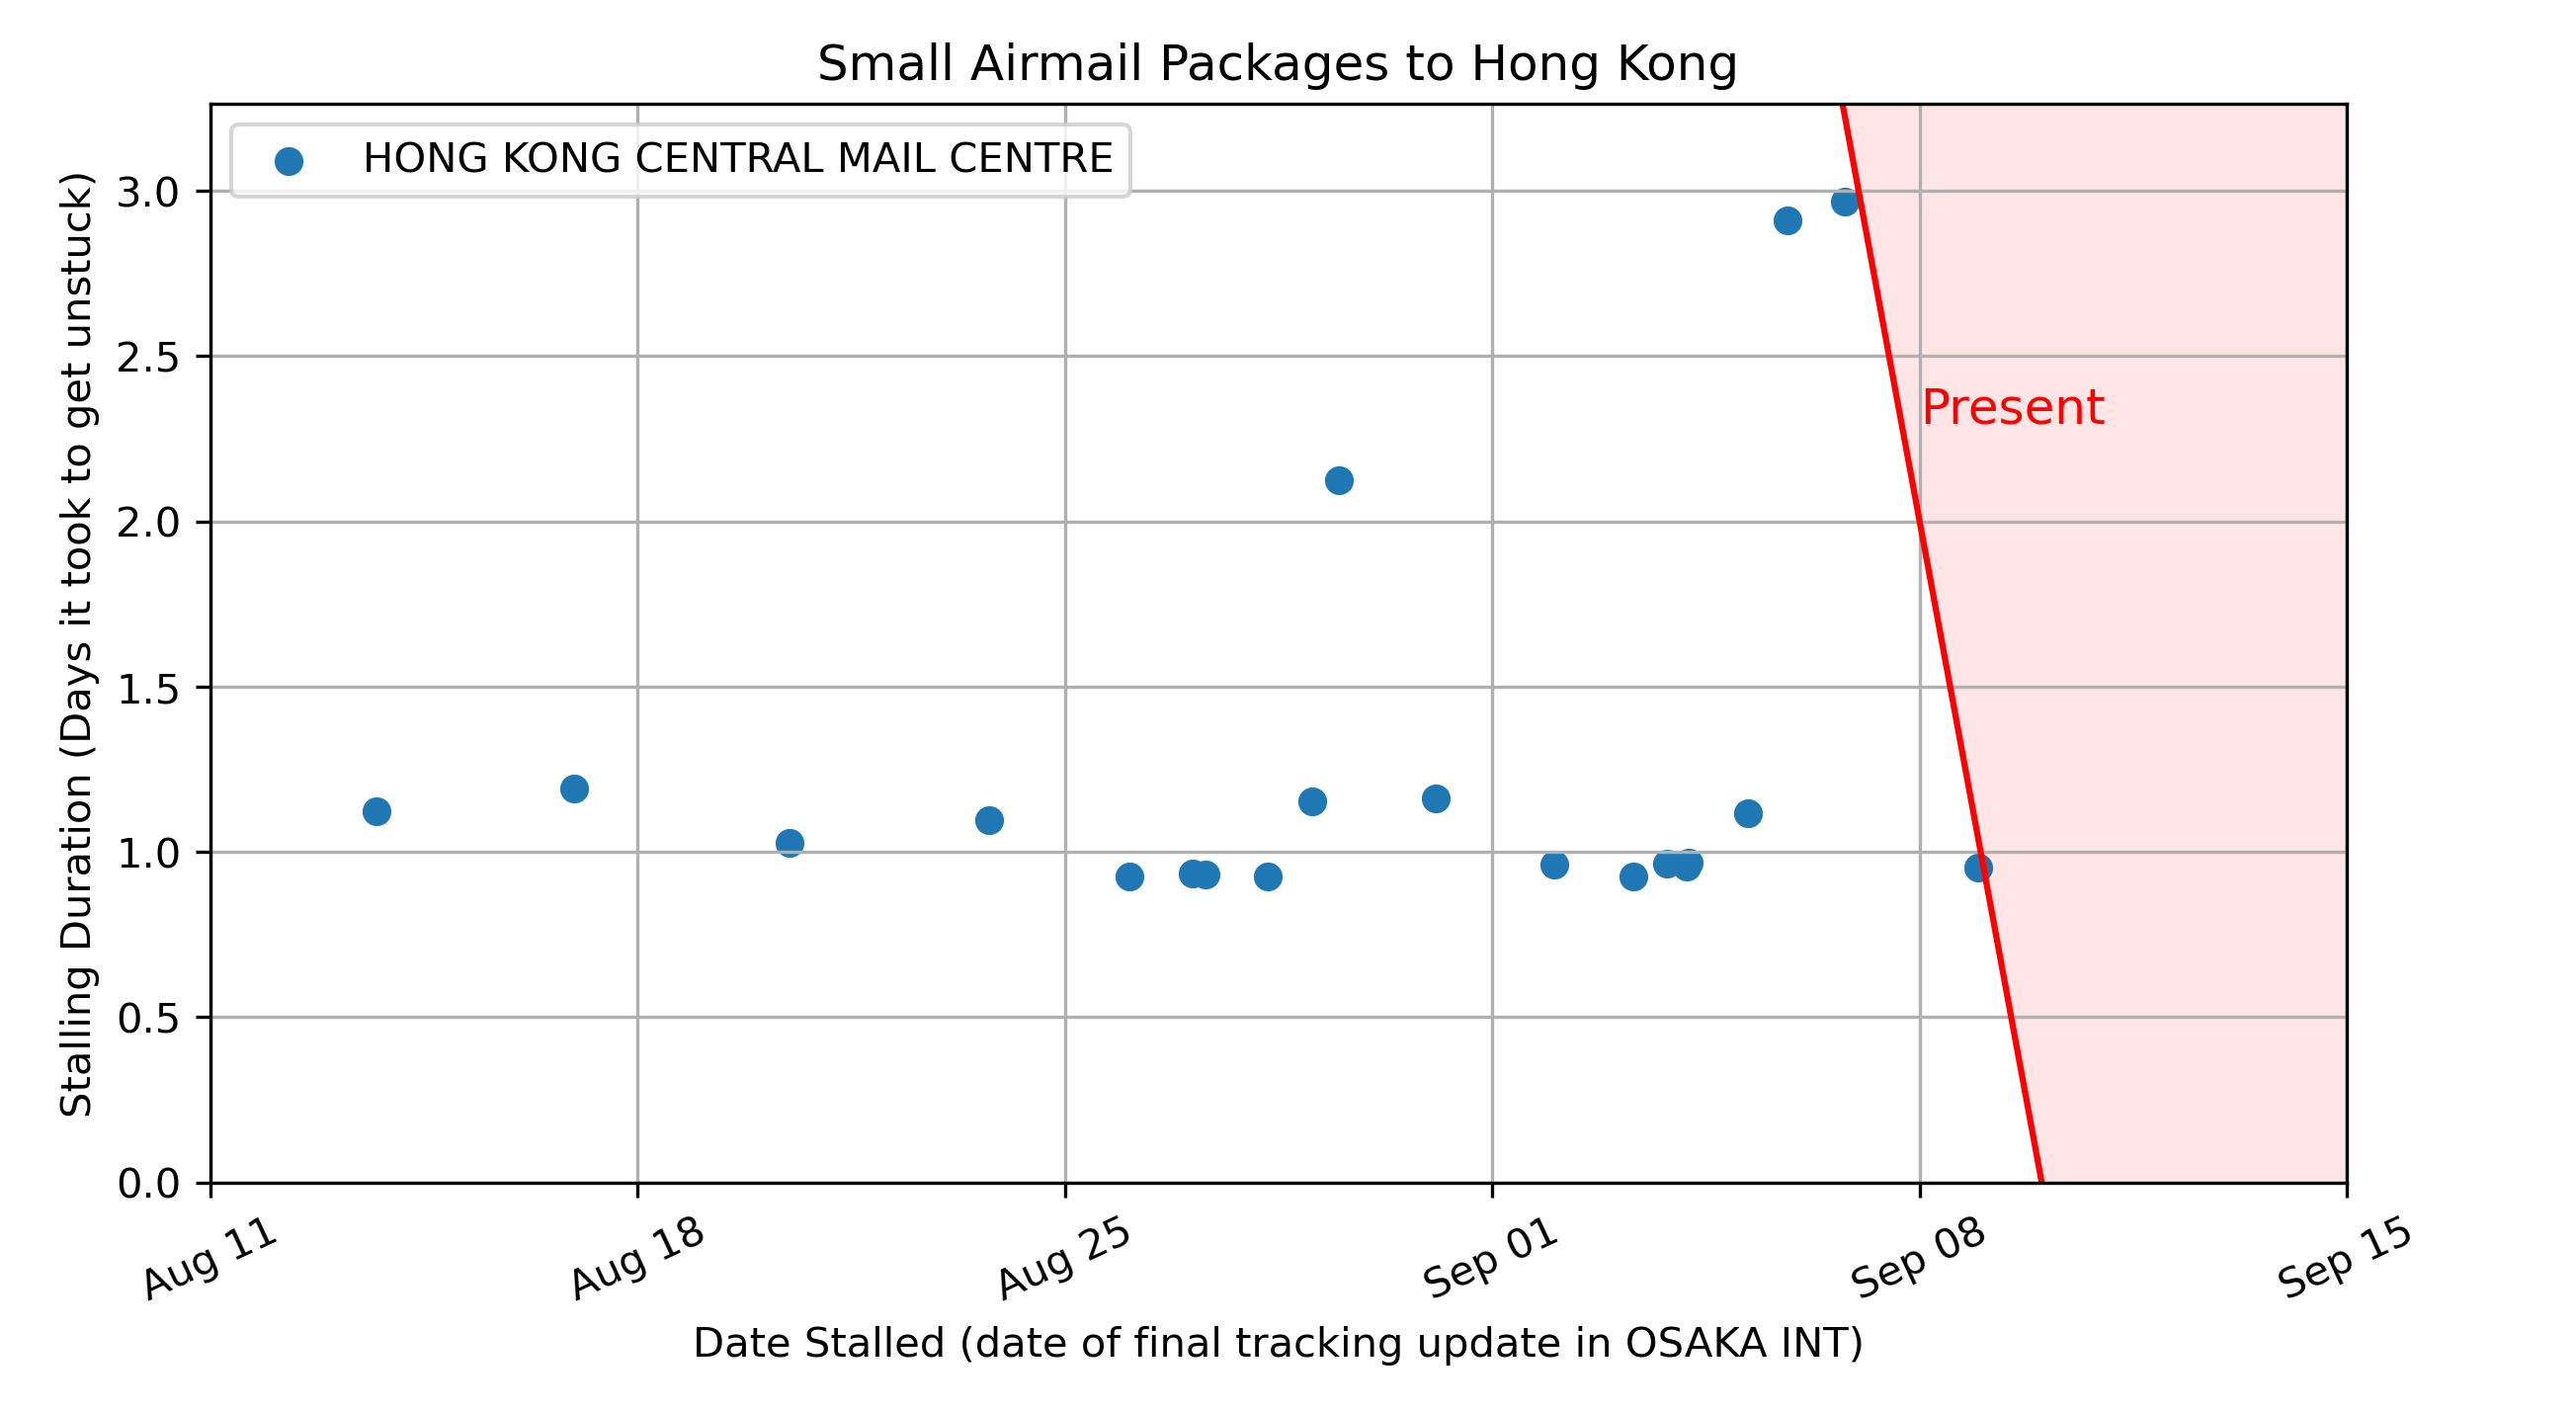 Small Airmail Packages to Hong Kong
HONG KONG CENTRAL MAIL CENTRE
Stalling Duration (Days it took to get unstuck)
3.0
2.5
2.0
1.5
1.0
0.5
0.0
Present
Aug 11
Aug 18
Aug 25
Sep 01
Sep 08
Sep 15
Date Stalled (date of final tracking update in OSAKA INT)